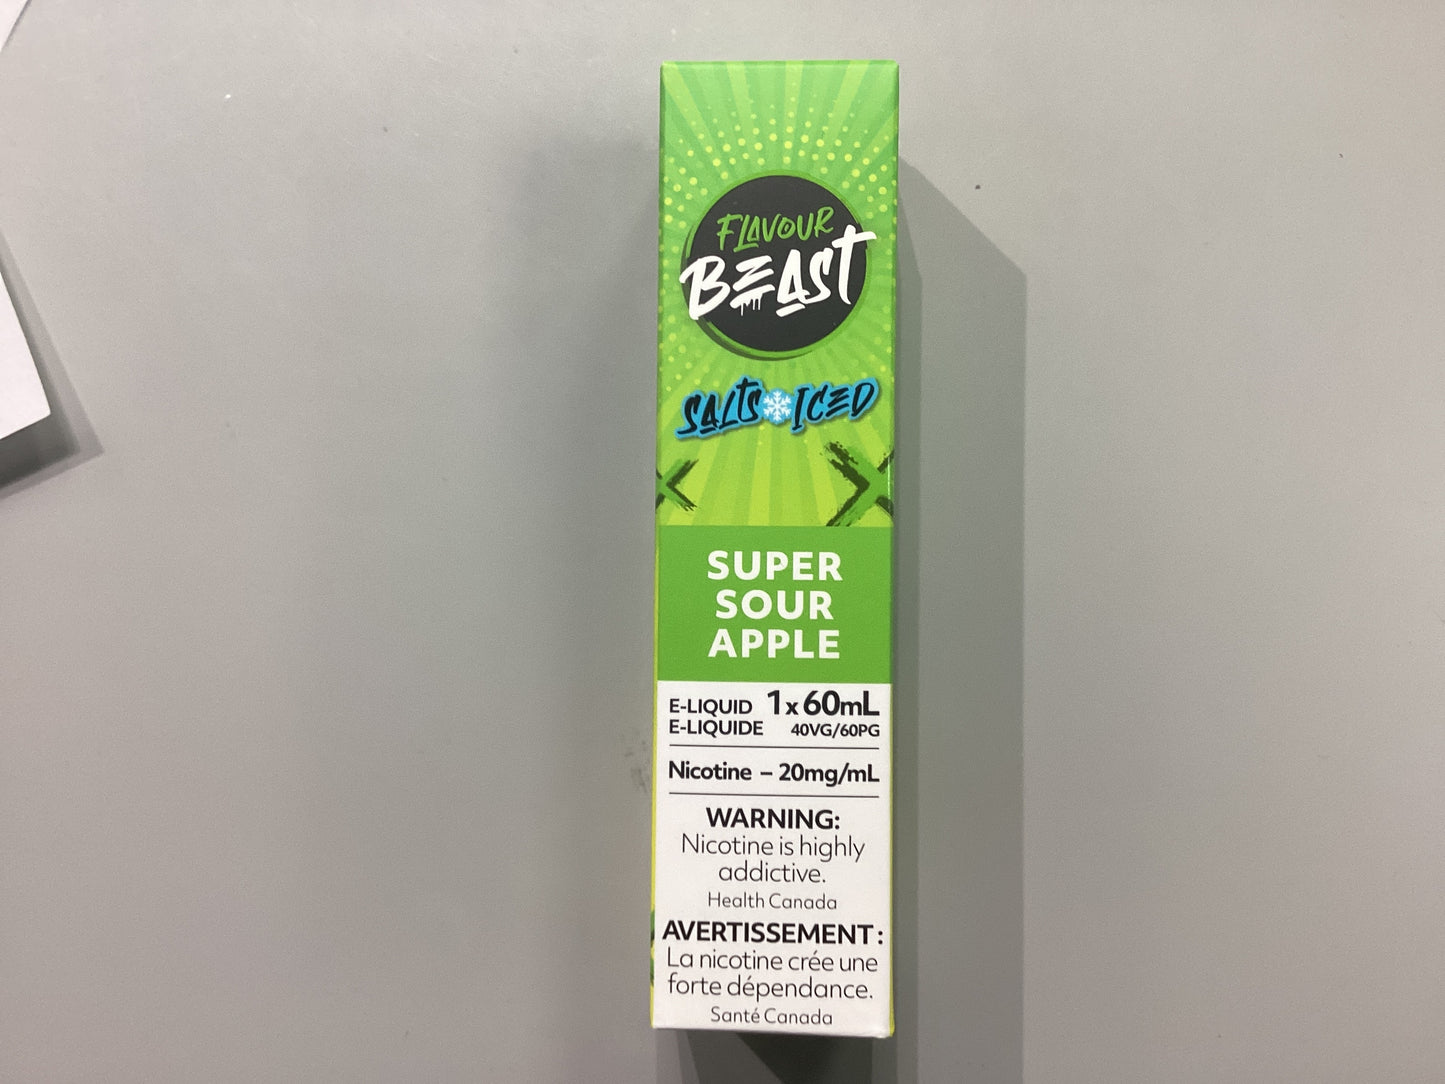 FLAVOUR
BEAST
SALTS ICED
SUPER
SOUR
APPLE
E-LIQUID 1 x 60mL
E-LIQUIDE 40VG/60PG
Nicotine – 20mg/mL
WARNING:
Nicotine is highly
addictive.
Health Canada
AVERTISSEMENT :
La nicotine crée une
forte dépendance.
Santé Canada